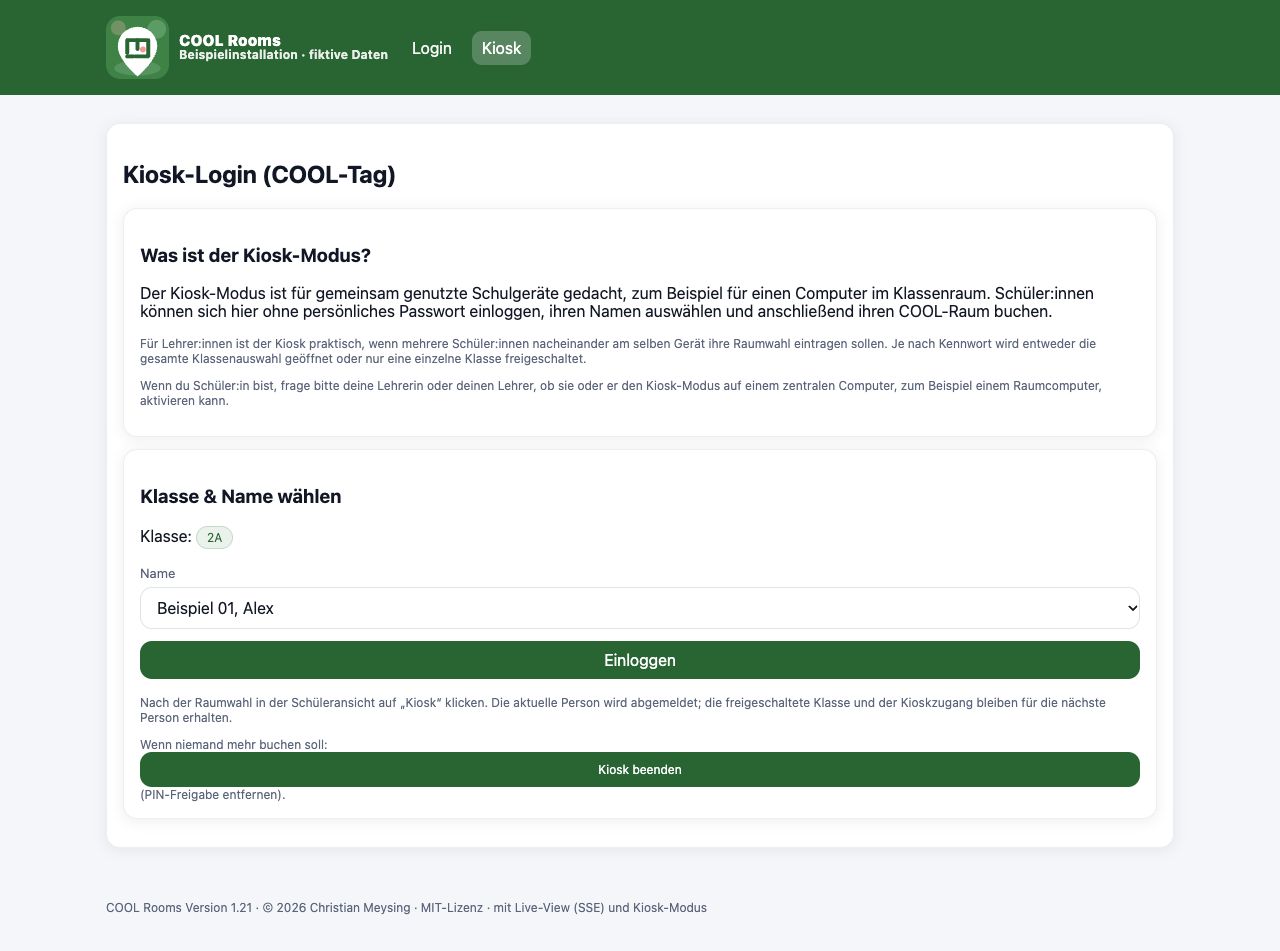 COOL Rooms
Beispielinstallation · fiktive Daten
Login
Kiosk
Kiosk-Login (COOL-Tag)
Was ist der Kiosk-Modus?
Der Kiosk-Modus ist für gemeinsam genutzte Schulgeräte gedacht, zum Beispiel für einen Computer im Klassenraum. Schüler:innen
können sich hier ohne persönliches Passwort einloggen, ihren Namen auswählen und anschließend ihren COOL-Raum buchen.
Für Lehrer:innen ist der Kiosk praktisch, wenn mehrere Schüler:innen nacheinander am selben Gerät ihre Raumwahl eintragen sollen. Je nach Kennwort wird entweder die
gesamte Klassenauswahl geöffnet oder nur eine einzelne Klasse freigeschaltet.
Wenn du Schüler:in bist, frage bitte deine Lehrerin oder deinen Lehrer, ob sie oder er den Kiosk-Modus auf einem zentralen Computer, zum Beispiel einem Raumcomputer,
aktivieren kann.
Klasse & Name wählen
Klasse: 2A
Name
Beispiel 01, Alex
Einloggen
Nach der Raumwahl in der Schüleransicht auf „Kiosk“ klicken. Die aktuelle Person wird abgemeldet; die freigeschaltete Klasse und der Kioskzugang bleiben für die nächste
Person erhalten.
Wenn niemand mehr buchen soll:
Kiosk beenden
(PIN-Freigabe entfernen).
COOL Rooms Version 1.21 · © 2026 Christian Meysing · MIT-Lizenz · mit Live-View (SSE) und Kiosk-Modus